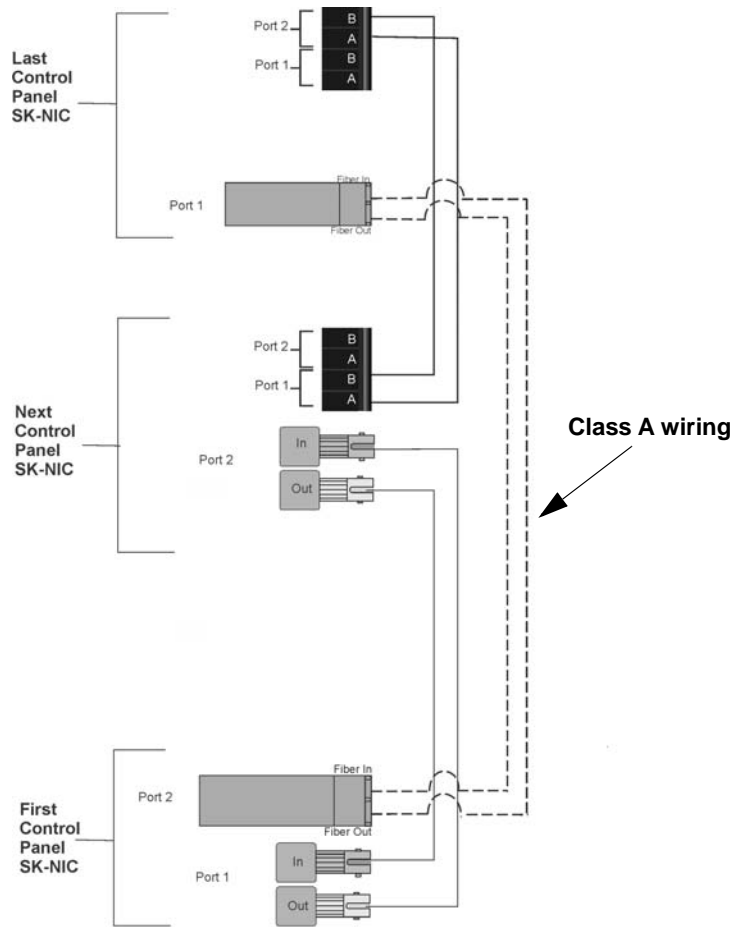 Last
Control
Panel
SK-NIC
Port 2
B
A
Port 1
B
A
Fiber In
Port 1
Fiber Out
Next
Control
Panel
SK-NIC
Port 2
B
A
Port 1
B
A
In
Port 2
Out
Class A wiring
First
Control
Panel
SK-NIC
Fiber In
Port 2
Fiber Out
In
Port 1
Out